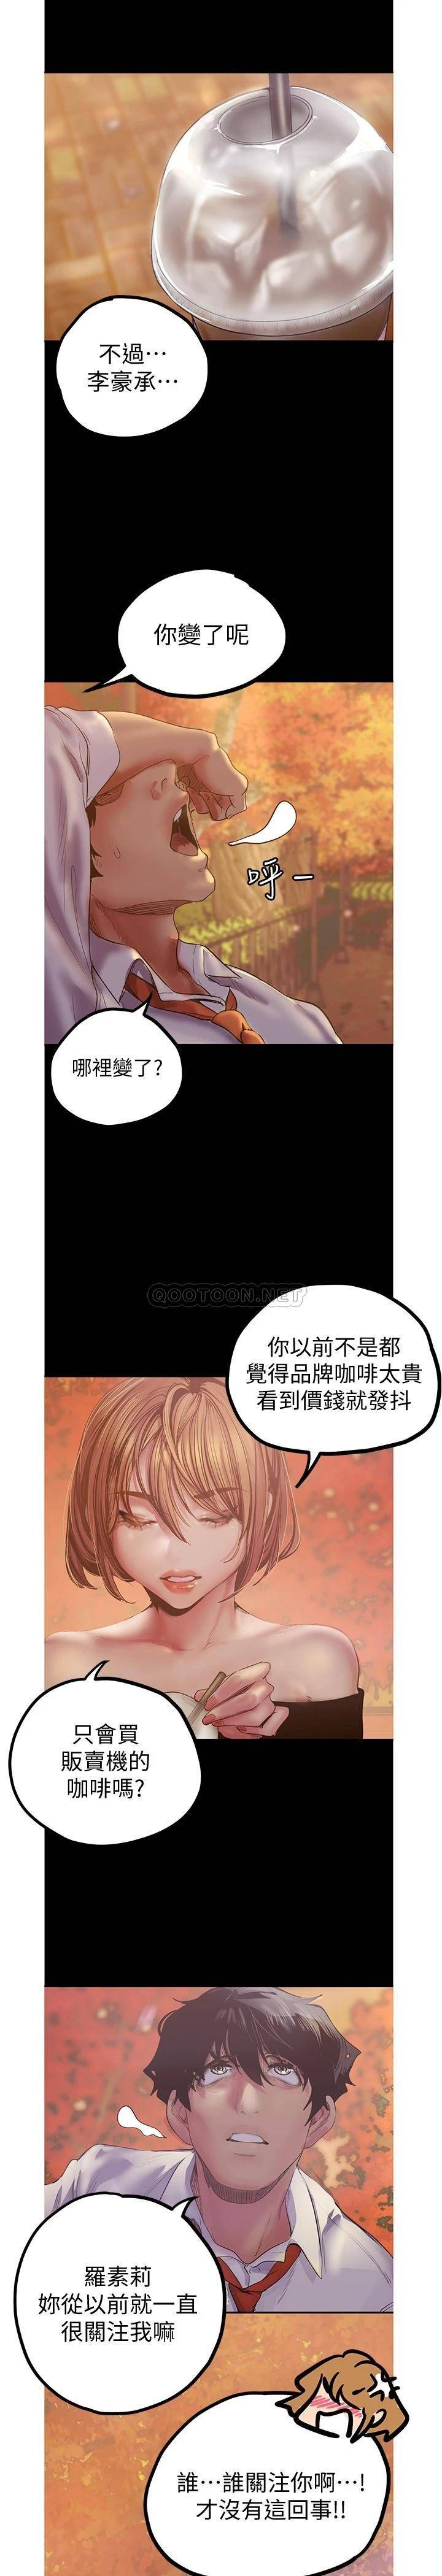 不過…
李豪承…
你變了呢
呼–
哪裡變了?
QOOTOON.NET
你以前不是都
覺得品牌咖啡太貴
看到價錢就發抖
只會買
販賣機的
咖啡嗎?
羅素莉
妳從以前就一直
很關注我嘛
誰…誰關注你啊…!
才沒有這回事!!